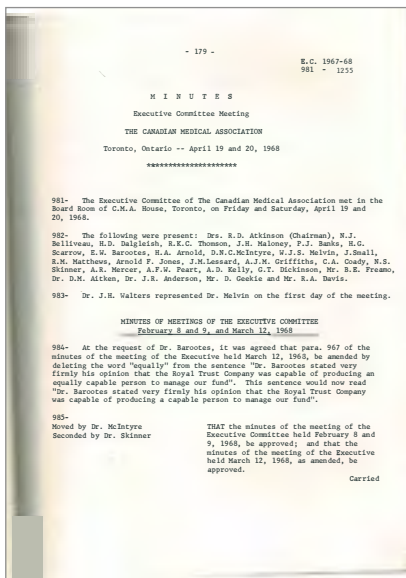 - 179 -
E.C. 1967-68
981 - 1255
M I N U T E S
Executive Committee Meeting
THE CANADIAN MEDICAL ASSOCIATION
Toronto, Ontario -- April 19 and 20, 1968
*********************
981- The Executive Committee of The Canadian Medical Association met in the
Board Room of C.M.A. House, Toronto, on Friday and Saturday, April 19 and
20, 1968.
982- The following were present: Drs. R.D. Atkinson (Chairman), N.J.
Belliveau, H.D. Dalgleish, R.K.C. Thomson, J.H. Maloney, P.J. Banks, H.G.
Scarrow, E.W. Barootes, H.A. Arnold, D.N.C.McIntyre, W.J.S. Melvin, J.Small,
R.M. Matthews, Arnold F. Jones, J.M.Lessard, A.J.M. Griffiths, C.A. Coady, N.S.
Skinner, A.R. Mercer, A.F.W. Peart, A.D. Kelly, G.T. Dickinson, Mr. B.E. Freamo,
Dr. D.M. Aitken, Dr. J.R. Anderson, Mr. D. Geekie and Mr. R.A. Davis.
983- Dr. J.H. Walters represented Dr. Melvin on the first day of the meeting.
MINUTES OF MEETINGS OF THE EXECUTIVE COMMITTEE
February 8 and 9, and March 12, 1968
984- At the request of Dr. Barootes, it was agreed that para. 967 of the
minutes of the meeting of the Executive held March 12, 1968, be amended by
deleting the word "equally" from the sentence "Dr. Barootes stated very
firmly his opinion that the Royal Trust Company was capable of producing an
equally capable person to manage our fund". This sentence would now read
"Dr. Barootes stated very firmly his opinion that the Royal Trust Company
was capable of producing a capable person to manage our fund".
985-
Moved by Dr. McIntyre
Seconded by Dr. Skinner
THAT the minutes of the meeting of the
Executive Committee held February 8 and
9, 1968, be approved; and that the
minutes of the meeting of the Executive
held March 12, 1968, as amended, be
approved.
Carried